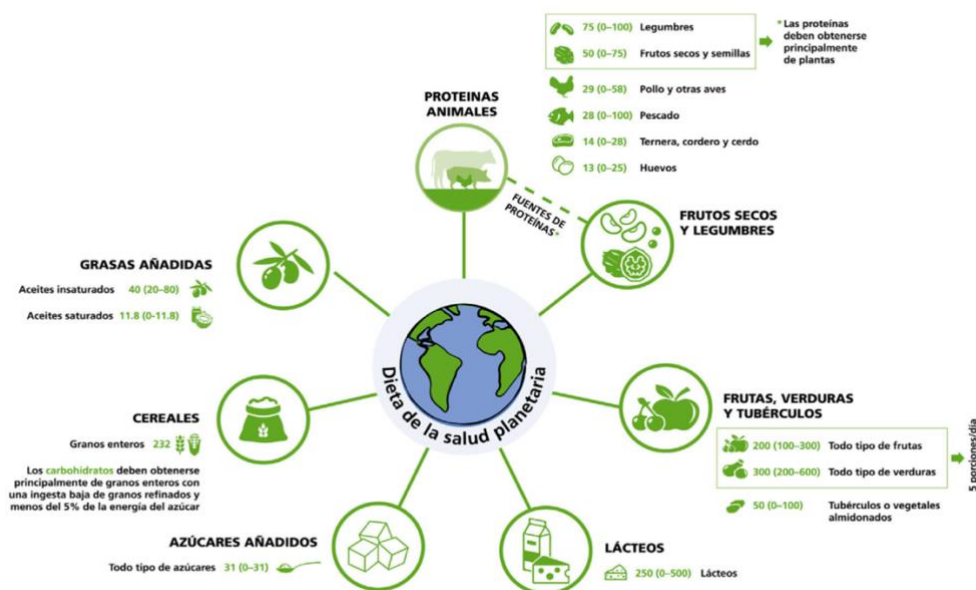 75 (0–100) Legumbres
50 (0–75) Frutos secos y semillas
* Las proteínas
deben obtenerse
principalmente
de plantas
29 (0–58) Pollo y otras aves
28 (0–100) Pescado
14 (0–28) Ternera, cordero y cerdo
13 (0–25) Huevos
PROTEINAS
ANIMALES
FUENTES DE
PROTEÍNAS*
FRUTOS SECOS
Y LEGUMBRES
GRASAS AÑADIDAS
Aceites insaturados 40 (20–80)
Aceites saturados 11.8 (0-11.8)
Dieta de la salud planetaria
CEREALES
Granos enteros 232
Los carbohidratos deben obtenerse
principalmente de granos enteros con
una ingesta baja de granos refinados y
menos del 5% de la energía del azúcar
FRUTAS, VERDURAS
Y TUBÉRCULOS
200 (100–300) Todo tipo de frutas
300 (200–600) Todo tipo de verduras
5 porciones/día
50 (0–100) Tubérculos o vegetales
almidonados
AZÚCARES AÑADIDOS
Todo tipo de azúcares 31 (0–31)
LÁCTEOS
250 (0–500) Lácteos